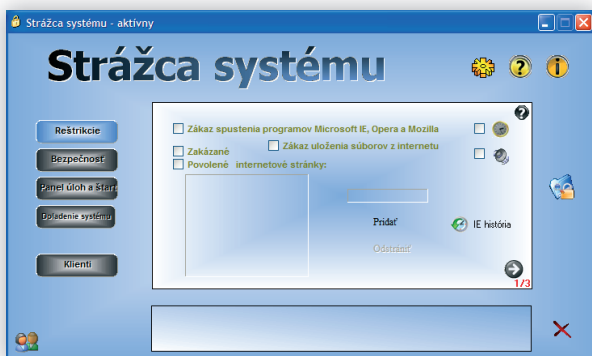 Strážca systému - aktívny
Strážca systému
Reštrikcie
Bezpečnosť
Panel úloh a štart
Doladenie systému
Klienti
Zákaz spustenia programov Microsoft IE, Opera a Mozilla
Zákaz uloženia súborov z internetu
Zakázané
Povolené internetové stránky:
Pridať
Odstrániť
IE história
1/3